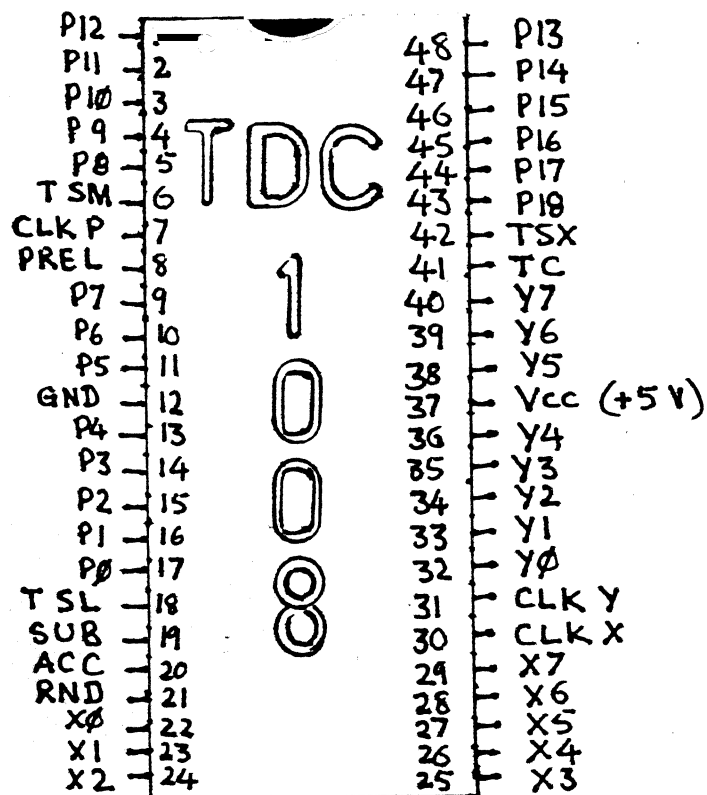 P12 48 P13
P11 2 47 P14
P1Ø 3 46 P15
P9 4 45 P16
P8 5 44 P17
TSM 6 43 P18
CLK P 7 42 TSX
PREL 8 41 TC
P7 9 40 Y7
P6 10 39 Y6
P5 11 38 Y5
GND 12 37 Vcc (+5 V)
P4 13 36 Y4
P3 14 35 Y3
P2 15 34 Y2
P1 16 33 Y1
PØ 17 32 YØ
TSL 18 31 CLK Y
SUB 19 30 CLK X
ACC 20 29 X7
RND 21 28 X6
XØ 22 27 X5
X1 23 26 X4
X2 24 25 X3
TDC
1
0
0
8